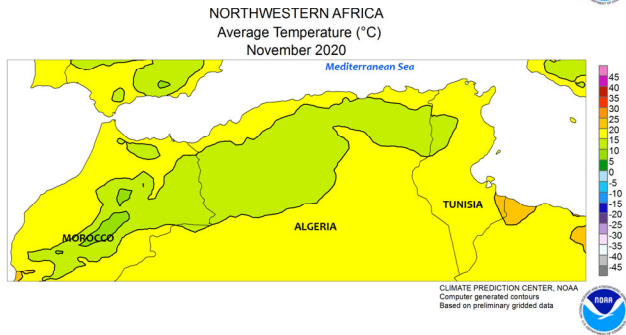 NORTHWESTERN AFRICA
Average Temperature (°C)
November 2020
Mediterranean Sea
45
40
35
30
25
20
15
10
5
0
-5
-10
-15
-20
-25
-30
-35
-40
-45
TUNISIA
ALGERIA
MOROCCO
CLIMATE PREDICTION CENTER, NOAA
Computer generated contours
Based on preliminary gridded data
NOAA